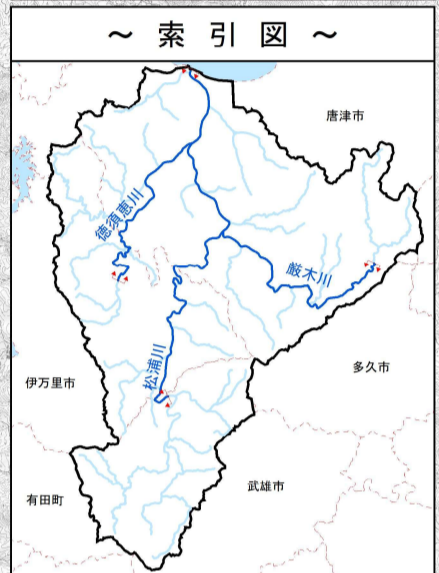 ～ 索 引 図 ～
唐津市
徳須恵川
厳木川
松浦川
多久市
伊万里市
武雄市
有田町